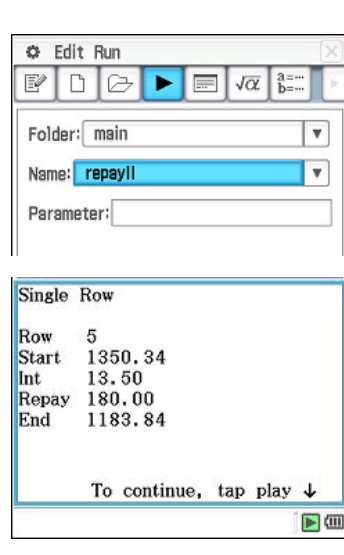 Edit Run
√α a=... b=...
Folder: main
Name: repayII
Parameter:
Single Row
Row 5
Start 1350.34
Int 13.50
Repay 180.00
End 1183.84
To continue, tap play ↓